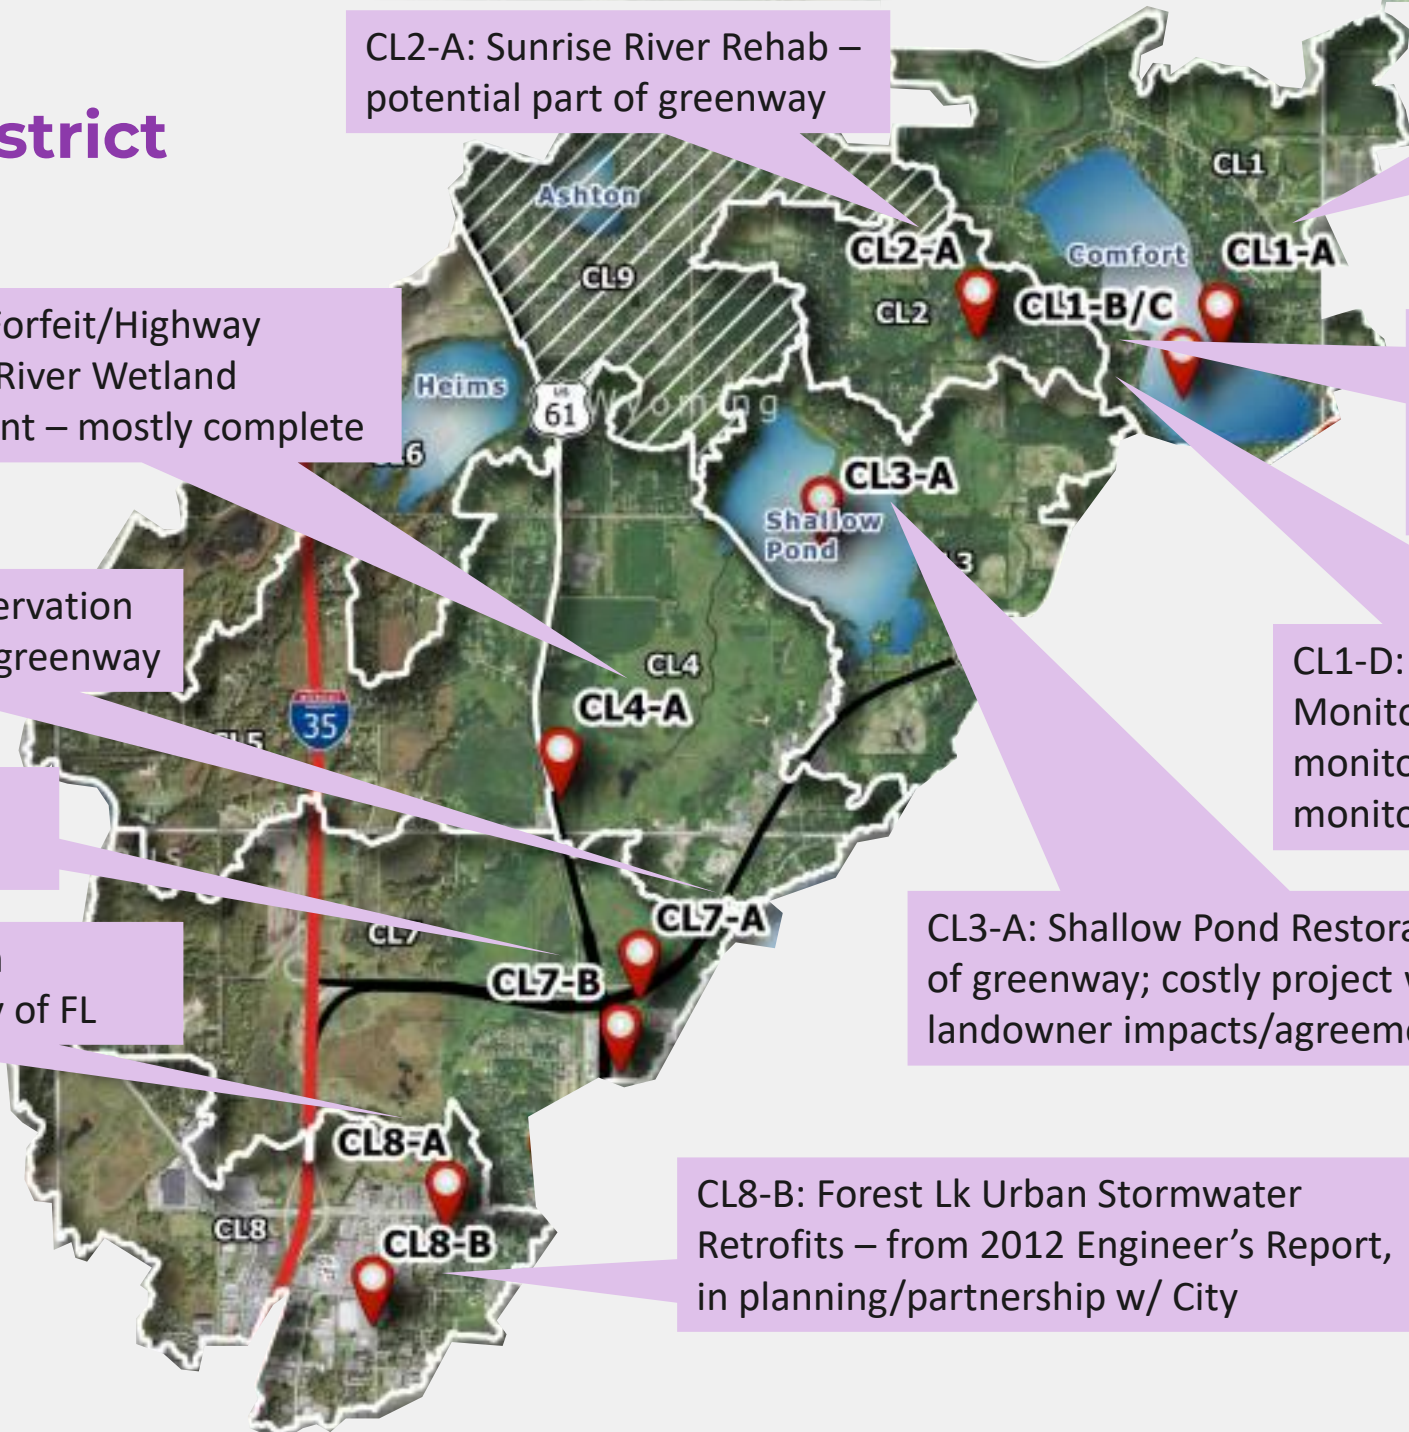 CL2-A: Sunrise River Rehab –
potential part of greenway
strict
CL1
Ashton
CL2-A
Comfort
CL1-A
CL9
CL2
CL1-B/C
orfeit/Highway
River Wetland
nt – mostly complete
Heims
US
61
Wyoming
CL3-A
Shallow
Pond
ervation
greenway
CL4
CL4-A
35
CL1-D:
Monito
monito
monito
CL7-A
CL7
CL7-B
CL3-A: Shallow Pond Restora
of greenway; costly project
landowner impacts/agreeme
y of FL
CL8-A
CL8
CL8-B
CL8-B: Forest Lk Urban Stormwater
Retrofits – from 2012 Engineer’s Report,
in planning/partnership w/ City